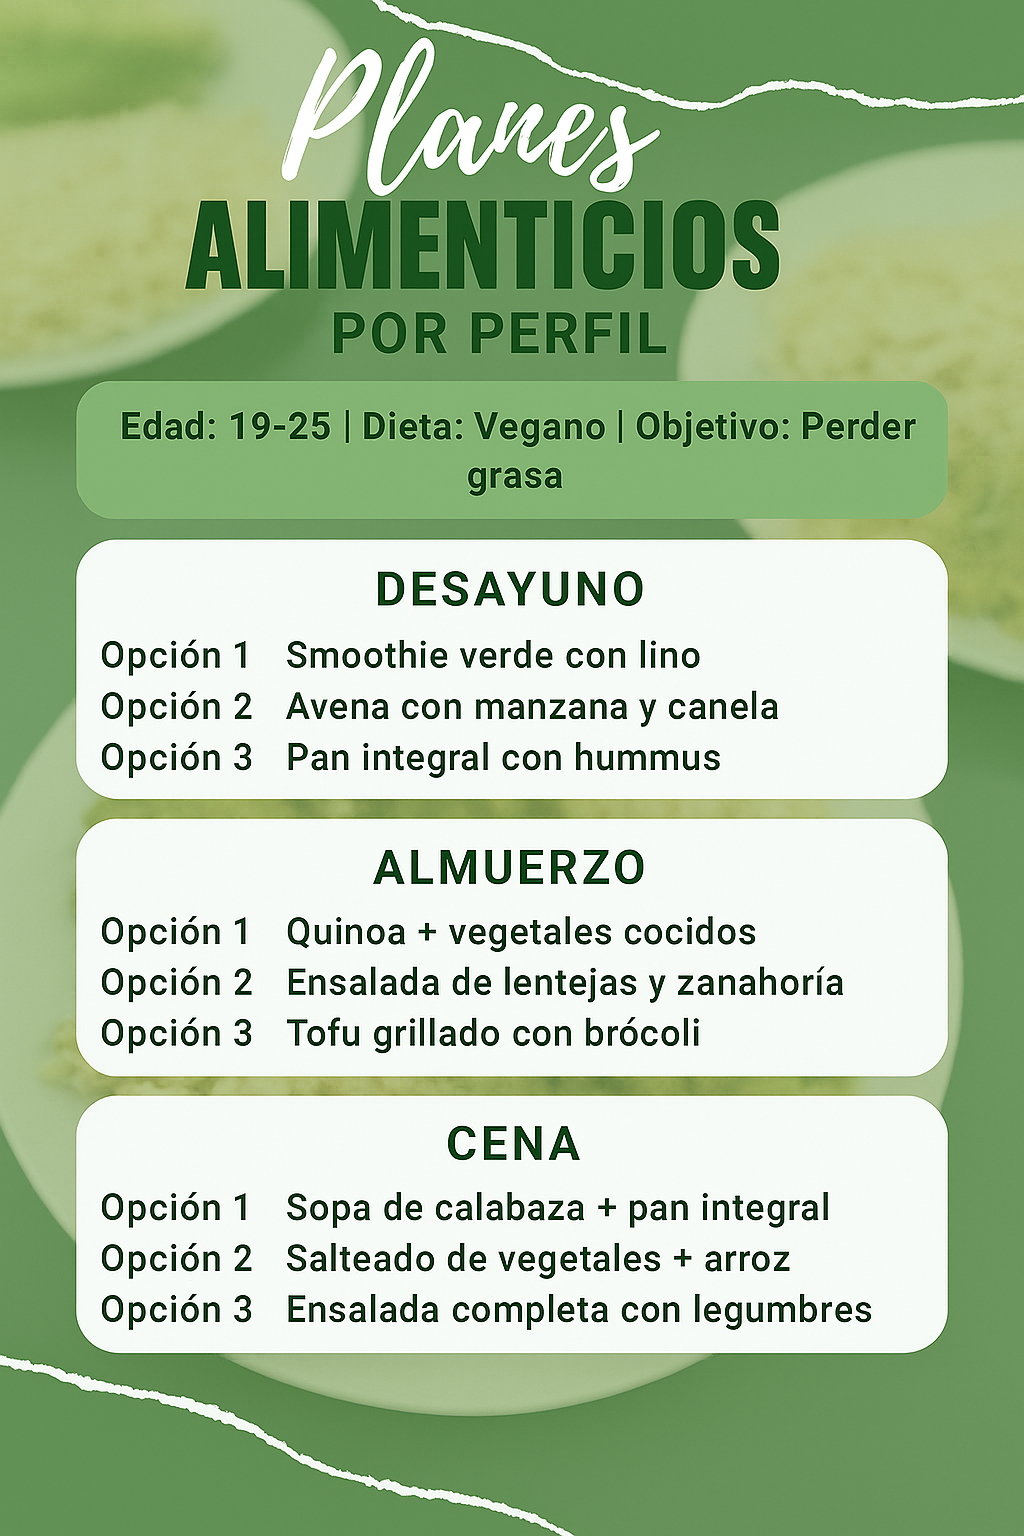 Planes
ALIMENTICIOS
POR PERFIL
Edad: 19-25 | Dieta: Vegano | Objetivo: Perder
grasa
DESAYUNO
Opción 1 Smoothie verde con lino
Opción 2 Avena con manzana y canela
Opción 3 Pan integral con hummus
ALMUERZO
Opción 1 Quinoa + vegetales cocidos
Opción 2 Ensalada de lentejas y zanahoría
Opción 3 Tofu grillado con brócoli
CENA
Opción 1 Sopa de calabaza + pan integral
Opción 2 Salteado de vegetales + arroz
Opción 3 Ensalada completa con legumbres